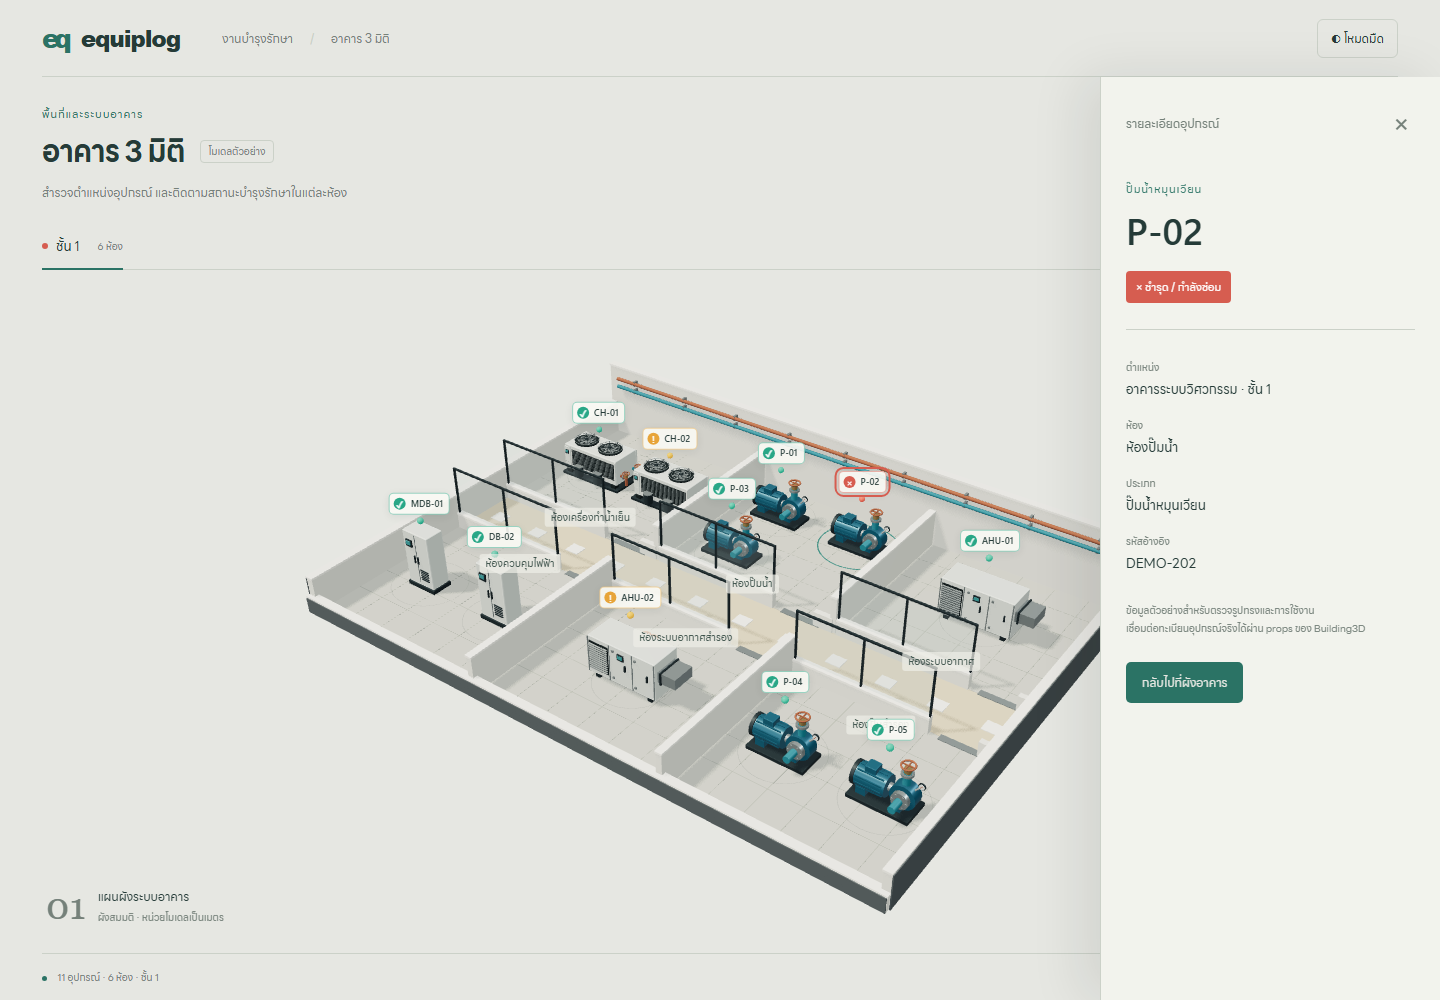 eq equiplog
งานบำรุงรักษา / อาคาร 3 มิติ
โหมดมืด
พื้นที่และระบบอาคาร
อาคาร 3 มิติ
โมเดลตัวอย่าง
สำรวจตำแหน่งอุปกรณ์ และติดตามสถานะบำรุงรักษาในแต่ละห้อง
ชั้น 1
6 ห้อง
CH-01
CH-02
P-01
P-02
P-03
MDB-01
DB-02
AHU-01
ห้องเครื่องทำน้ำเย็น
ห้องควบคุมไฟฟ้า
ห้องปั๊มน้ำ
AHU-02
ห้องระบบอากาศสำรอง
ห้องระบบอากาศ
P-04
ห้อง
P-05
01
แผนผังระบบอาคาร
ผังสมมติ · หน่วยโมเดลเป็นเมตร
11 อุปกรณ์ · 6 ห้อง · ชั้น 1
รายละเอียดอุปกรณ์
×
ปั๊มน้ำหมุนเวียน
P-02
× ชำรุด / กำลังซ่อม
ตำแหน่ง
อาคารระบบวิศวกรรม · ชั้น 1
ห้อง
ห้องปั๊มน้ำ
ประเภท
ปั๊มน้ำหมุนเวียน
รหัสอ้างอิง
DEMO-202
ข้อมูลตัวอย่างสำหรับตรวจรูปทรงและการใช้งาน
เชื่อมต่อทะเบียนอุปกรณ์จริงได้ผ่าน props ของ Building3D
กลับไปที่ผังอาคาร